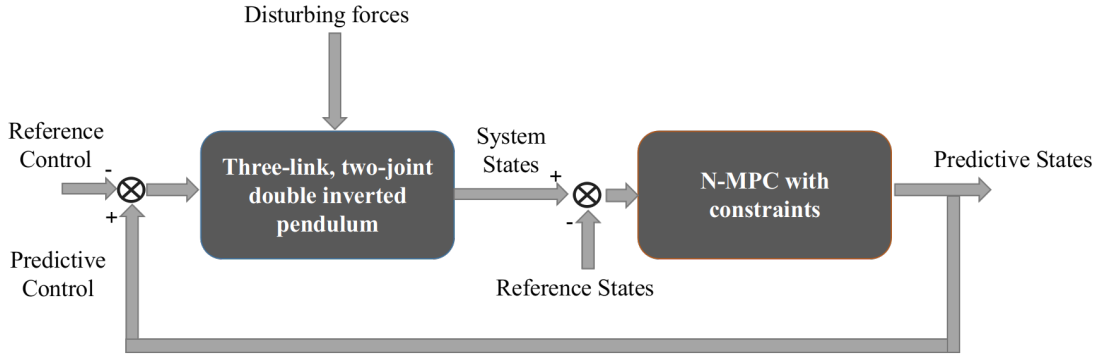 Disturbing forces
Reference
Control
-
+
Three-link, two-joint
double inverted
pendulum
System
States
+
-
Reference States
N-MPC with
constraints
Predictive States
Predictive
Control